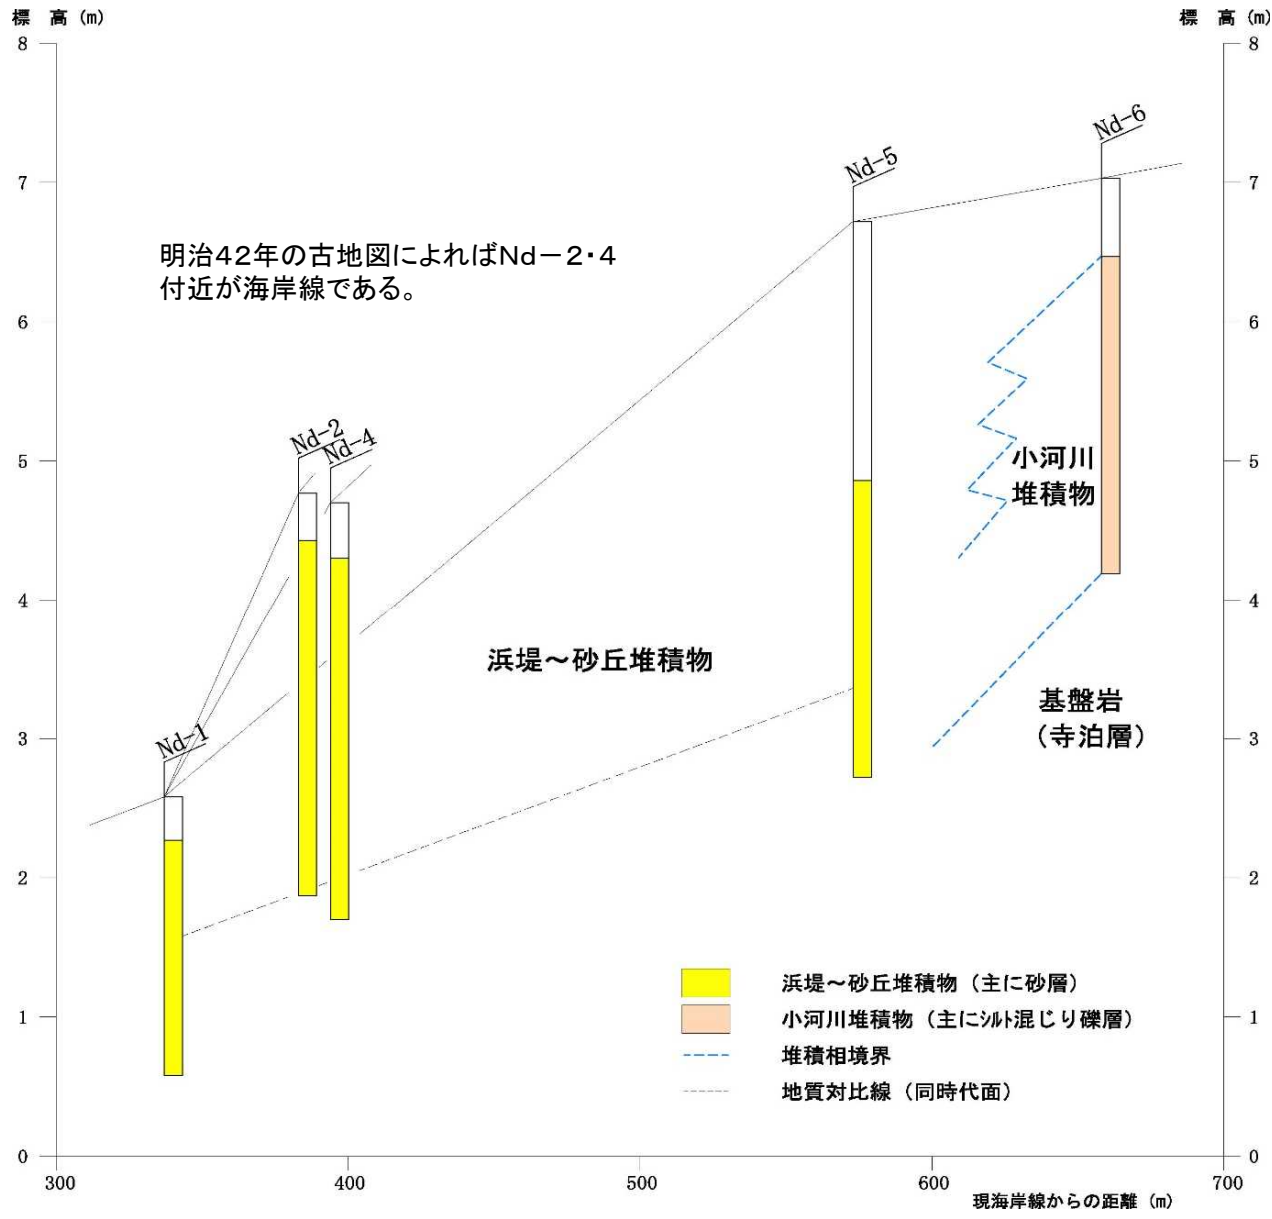 標 高 (m)
標 高 (m)
8
7
6
5
4
3
2
1
0
8
7
6
5
4
3
2
1
0
Nd-6
Nd-5
明治42年の古地図によればNd－2・4
付近が海岸線である。
Nd-2
Nd-4
小河川
堆積物
浜堤～砂丘堆積物
基盤岩
（寺泊層）
Nd-1
浜堤～砂丘堆積物（主に砂層）
小河川堆積物（主にｼﾙﾄ混じり礫層）
堆積相境界
地質対比線（同時代面）
300
400
500
600
700
現海岸線からの距離 (m)